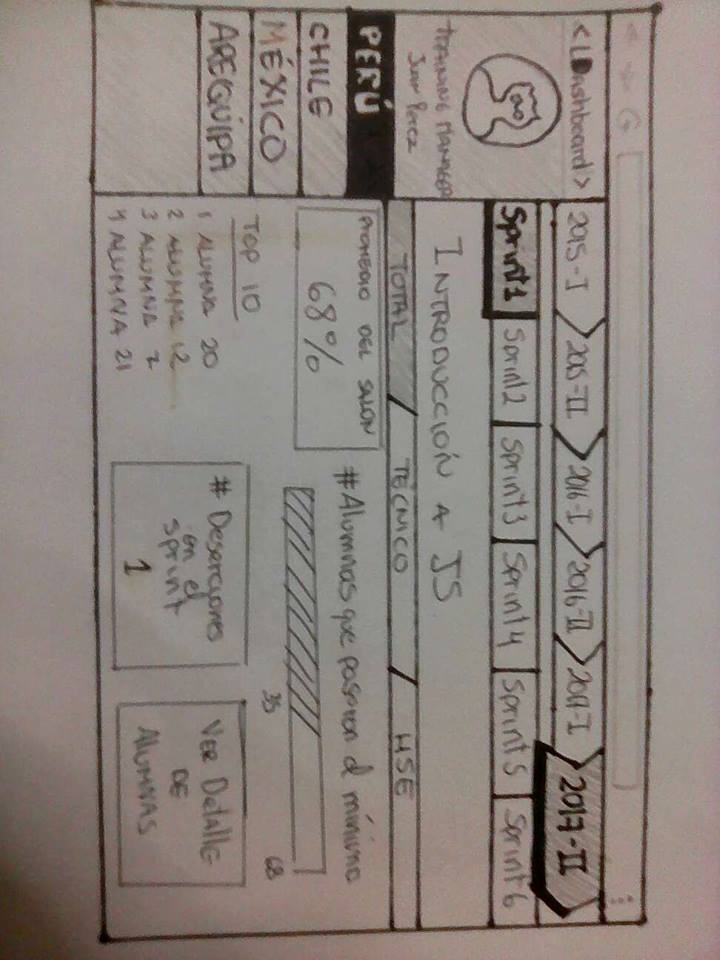 <LDashboard>
TRAINING MANAGER
Juan Perez
PERÚ
CHILE
MÉXICO
AREQUIPA
2015-I 2015-II 2016-I 2016-II 2017-I 2017-II
Sprint1 Sprint2 Sprint3 Sprint4 Sprint5 Sprint6
INTRODUCCIÓN A JS
TOTAL TÉCNICO HSE
PROMEDIO DEL SALON
68%
#Alumnas que pasaron el mínimo
35 68
TOP 10
1 ALUMNA 20
2 ALUMNA 12
3 ALUMNA 2
4 ALUMNA 21
# Deserciones
en el
sprint
1
VER DETALLE
DE
ALUMNAS